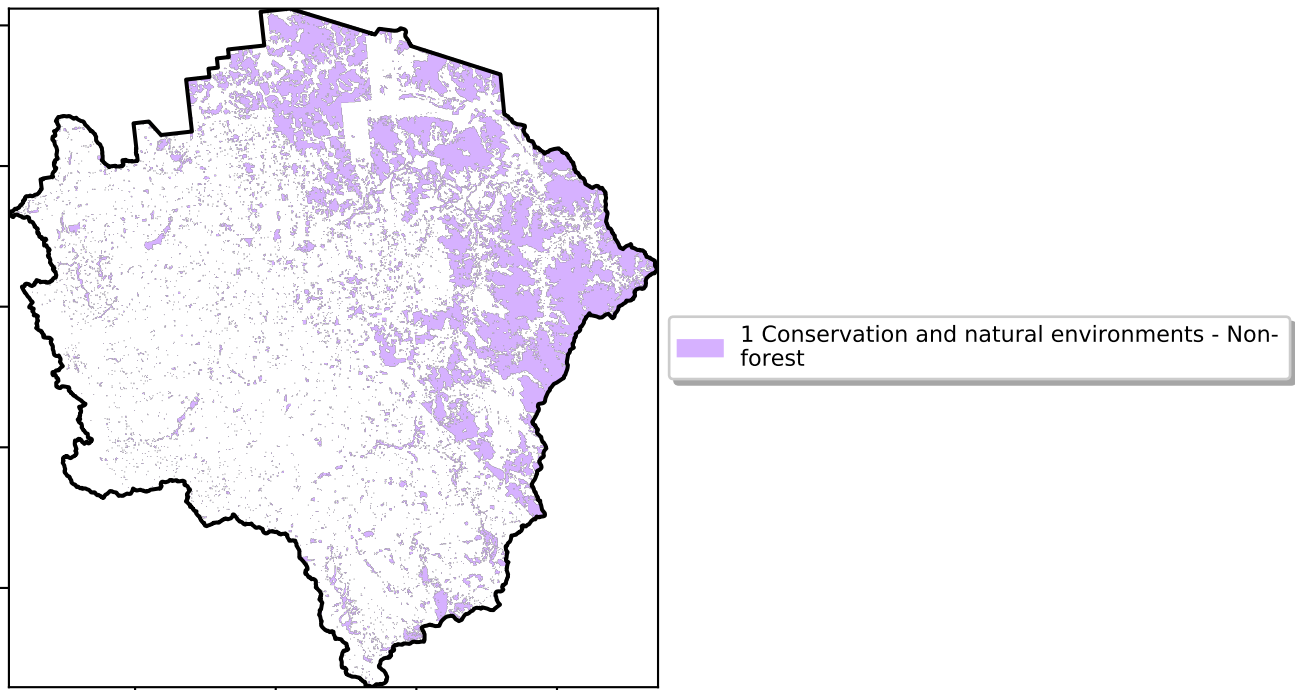 1 Conservation and natural environments - Non-
forest